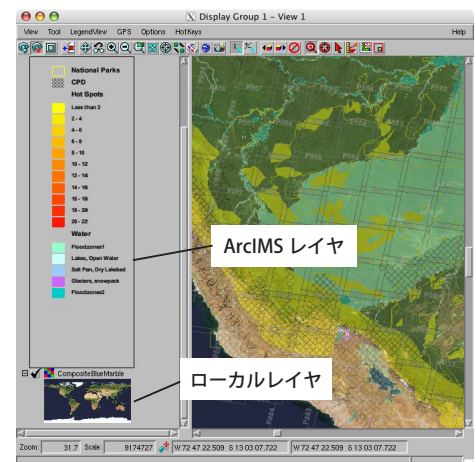 Display Group 1 - View 1
View Tool LegendView GPS Options HotKeys Help
National Parks
CPD
Hot Spots
Less than 2
2 - 4
4 - 6
6 - 8
8 - 10
10 - 12
12 - 14
14 - 16
16 - 18
18 - 20
20 - 22
Water
Floodzones1
Lakes, Open Water
Salt Pan, Dry Lakebed
Glaciers, snowpack
Floodzones2
ArcIMS レイヤ
CompositeBlueMarble
ローカルレイヤ
Zoom: 31.7 Scale: 9174727 W 72 47 22.509 S 13 03 07.722 W 72 47 22.509 S 13 03 07.722